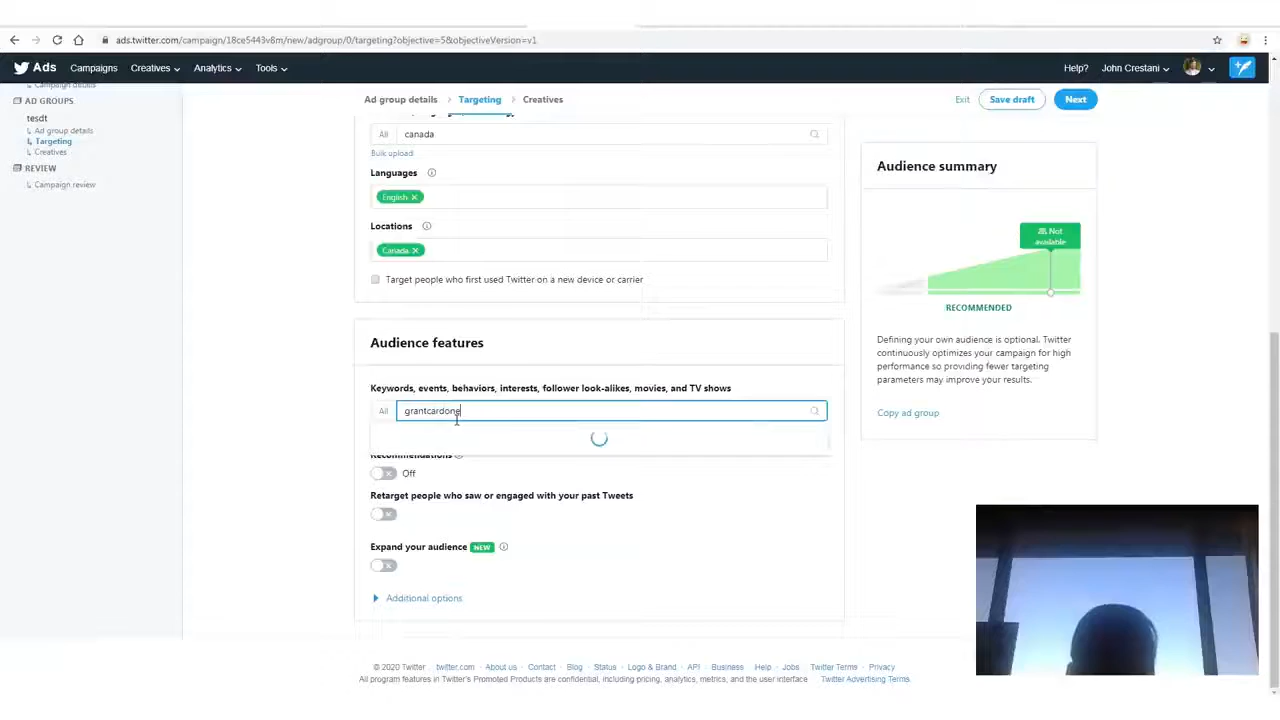 ads.twitter.com/campaign/18ce5443v8m/new/adgroup/0/targeting?objective=5&objectiveVersion=v1
Ads Campaigns Creatives Analytics Tools Help? John Crestani
Campaign details
AD GROUPS
tesdt
Ad group details
Targeting
Creatives
REVIEW
Campaign review
Ad group details Targeting Creatives Exit Save draft Next
All canada
Bulk upload
Languages
English
Locations
Canada
Target people who first used Twitter on a new device or carrier
Audience features
Keywords, events, behaviors, interests, follower look-alikes, movies, and TV shows
All grantcardone
Recommendations
Off
Retarget people who saw or engaged with your past Tweets
Expand your audience NEW
Additional options
Audience summary
Not
available
RECOMMENDED
Defining your own audience is optional. Twitter
continuously optimizes your campaign for high
performance so providing fewer targeting
parameters may improve your results.
Copy ad group
© 2020 Twitter twitter.com · About us · Contact · Blog · Status · Logo & Brand · API · Business · Help · Jobs Twitter Terms · Privacy
All program features in Twitter's Promoted Products are confidential, including pricing, analytics, metrics, and the user interface Twitter Advertising Terms